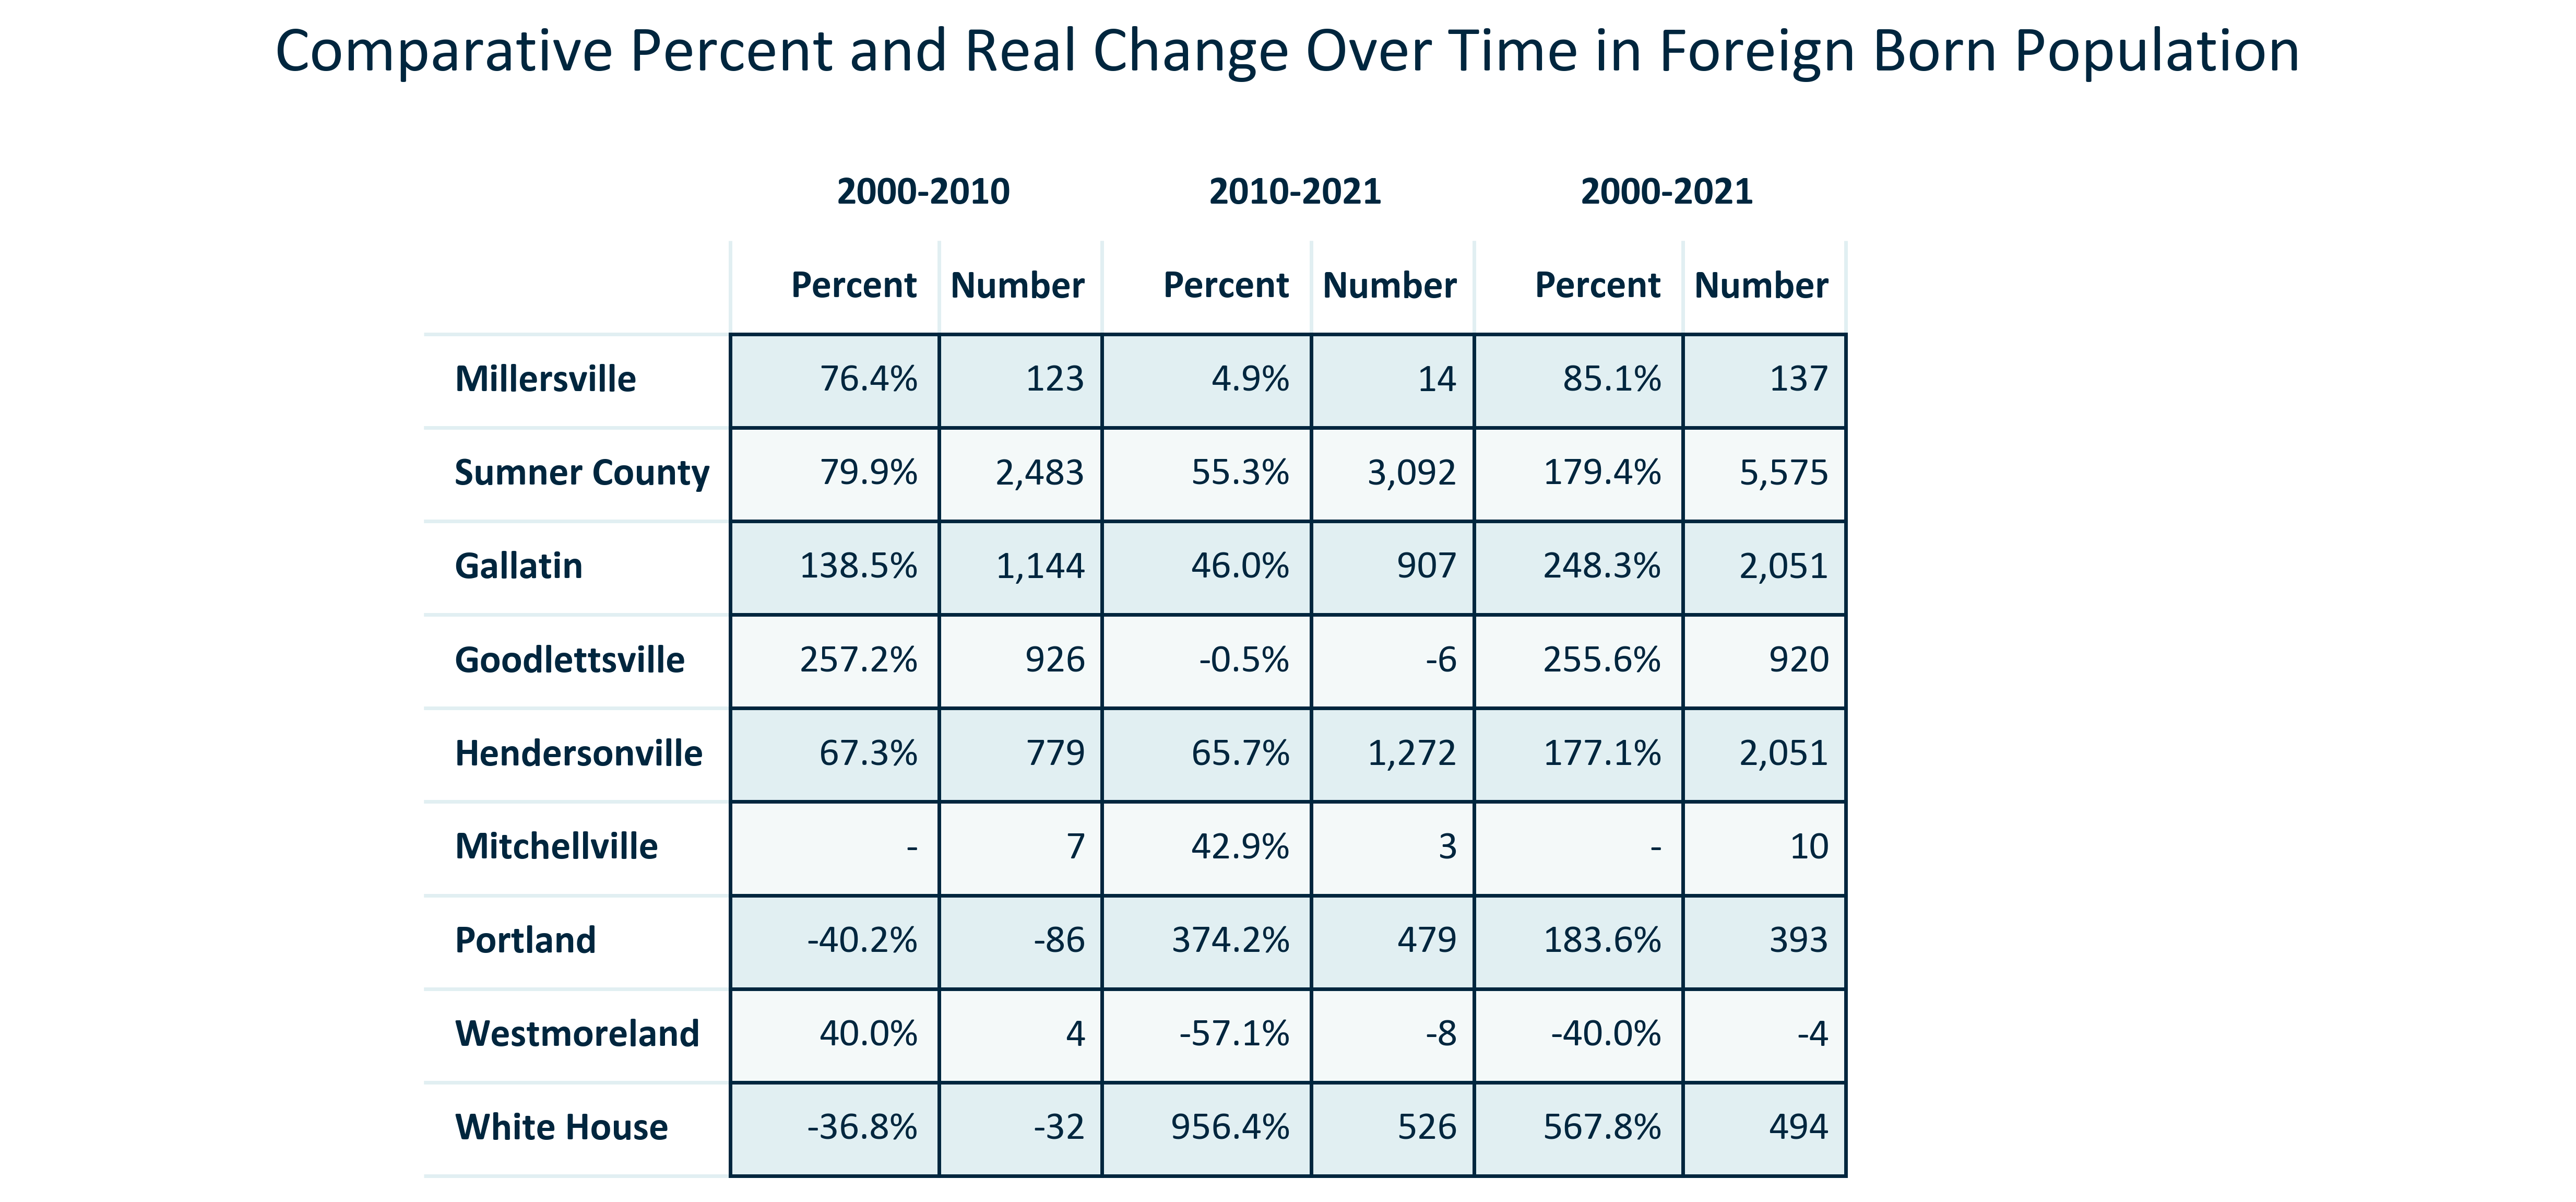 Comparative Percent and Real Change Over Time in Foreign Born Population
2000-2010 2010-2021 2000-2021
Percent Number Percent Number Percent Number
Millersville 76.4% 123 4.9% 14 85.1% 137
Sumner County 79.9% 2,483 55.3% 3,092 179.4% 5,575
Gallatin 138.5% 1,144 46.0% 907 248.3% 2,051
Goodlettsville 257.2% 926 -0.5% -6 255.6% 920
Hendersonville 67.3% 779 65.7% 1,272 177.1% 2,051
Mitchellville - 7 42.9% 3 - 10
Portland -40.2% -86 374.2% 479 183.6% 393
Westmoreland 40.0% 4 -57.1% -8 -40.0% -4
White House -36.8% -32 956.4% 526 567.8% 494